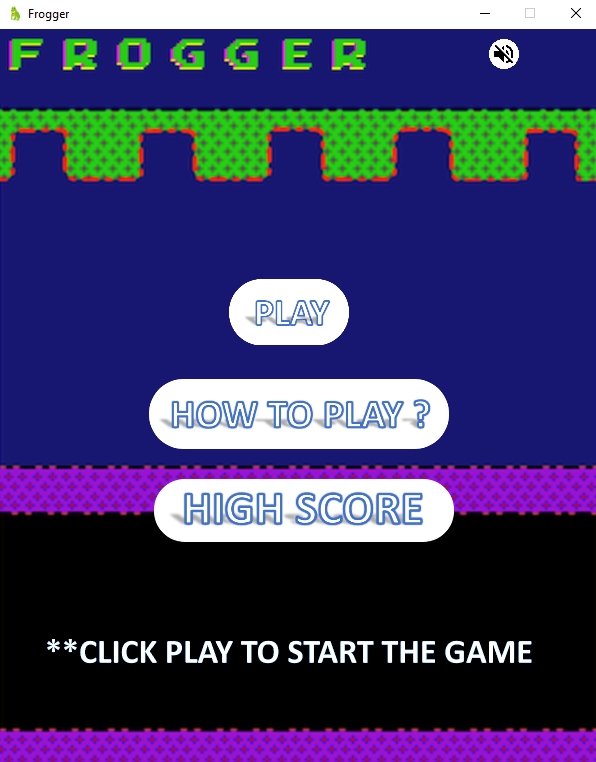 Frogger
FROGGER
PLAY
HOW TO PLAY ?
HIGH SCORE
**CLICK PLAY TO START THE GAME